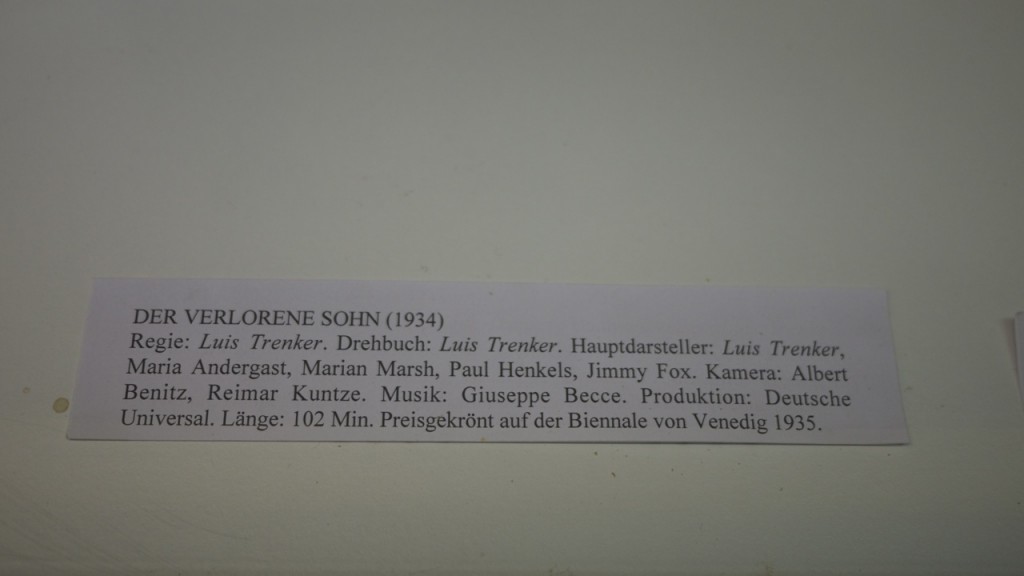 DER VERLORENE SOHN (1934)
Regie: Luis Trenker. Drehbuch: Luis Trenker. Hauptdarsteller: Luis Trenker,
Maria Andergast, Marian Marsh, Paul Henkels, Jimmy Fox. Kamera: Albert
Benitz, Reimar Kuntze. Musik: Giuseppe Becce. Produktion: Deutsche
Universal. Länge: 102 Min. Preisgekrönt auf der Biennale von Venedig 1935.